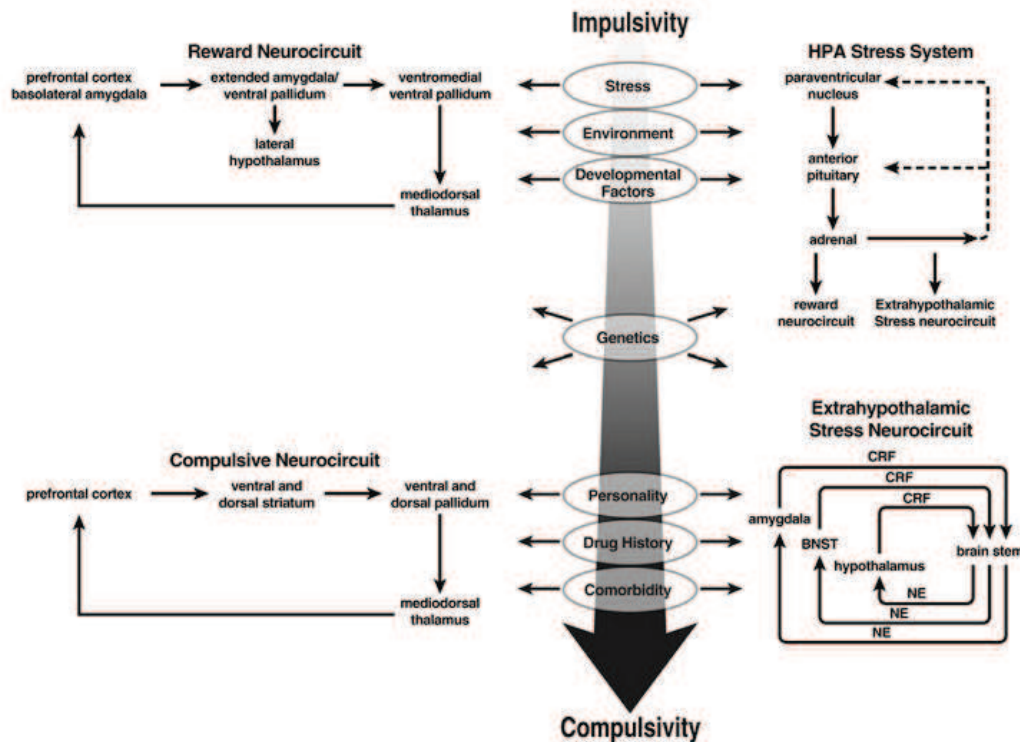 Impulsivity
Reward Neurocircuit
prefrontal cortex
basolateral amygdala
extended amygdala/
ventral pallidum
ventromedial
ventral pallidum
lateral
hypothalamus
mediodorsal
thalamus
Stress
Environment
Developmental
Factors
HPA Stress System
paraventricular
nucleus
anterior
pituitary
adrenal
reward
neurocircuit
Extrahypothalamic
Stress neurocircuit
Genetics
Compulsive Neurocircuit
prefrontal cortex
ventral and
dorsal striatum
ventral and
dorsal pallidum
mediodorsal
thalamus
Personality
Drug History
Comorbidity
Extrahypothalamic
Stress Neurocircuit
CRF
CRF
CRF
amygdala
BNST
hypothalamus
brain stem
NE
NE
NE
Compulsivity